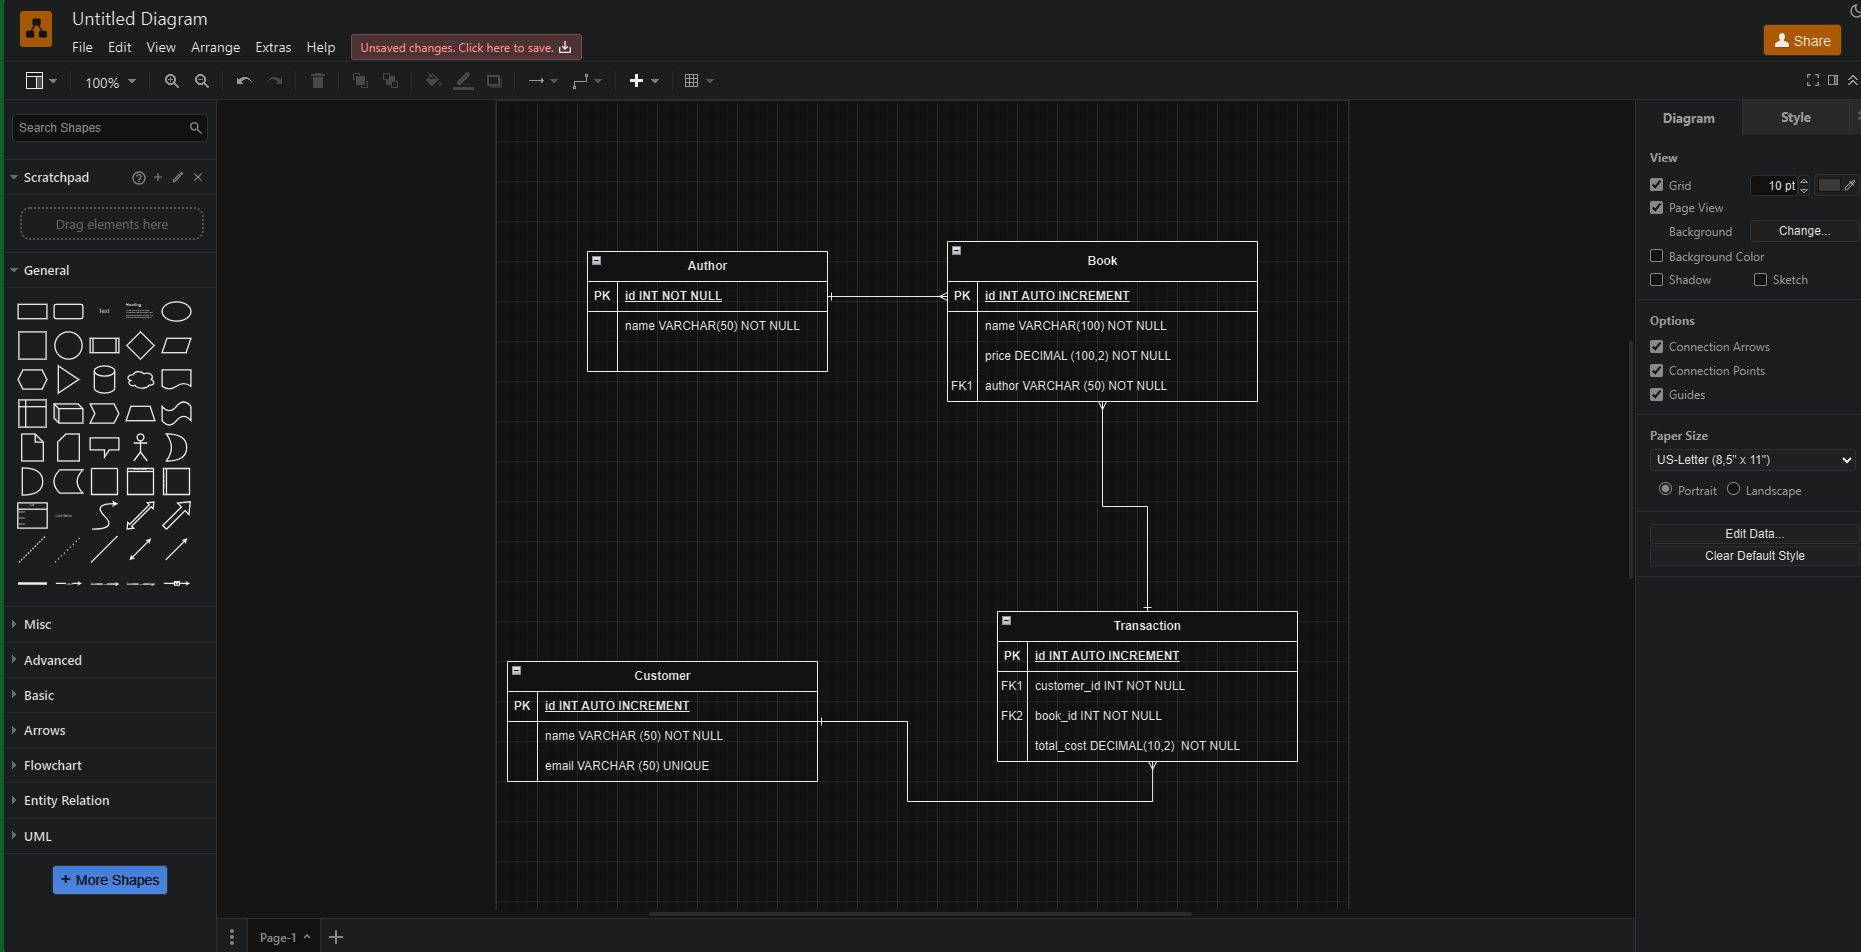 Untitled Diagram
File Edit View Arrange Extras Help Unsaved changes. Click here to save.
Share
100%
Search Shapes
Scratchpad
Drag elements here
General
Text
Heading
List Item
Misc
Advanced
Basic
Arrows
Flowchart
Entity Relation
UML
+ More Shapes
Author
PK id INT NOT NULL
name VARCHAR(50) NOT NULL
Book
PK id INT AUTO INCREMENT
name VARCHAR(100) NOT NULL
price DECIMAL (100,2) NOT NULL
FK1 author VARCHAR (50) NOT NULL
Customer
PK id INT AUTO INCREMENT
name VARCHAR (50) NOT NULL
email VARCHAR (50) UNIQUE
Transaction
PK id INT AUTO INCREMENT
FK1 customer_id INT NOT NULL
FK2 book_id INT NOT NULL
total_cost DECIMAL(10,2) NOT NULL
Page-1
Diagram Style
View
Grid 10 pt
Page View
Background Change...
Background Color
Shadow Sketch
Options
Connection Arrows
Connection Points
Guides
Paper Size
US-Letter (8,5" x 11")
Portrait Landscape
Edit Data...
Clear Default Style